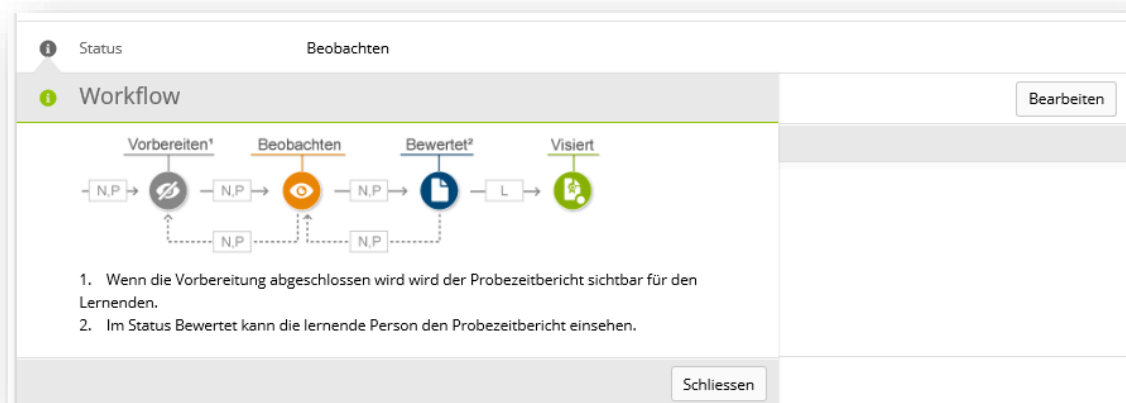 Status Beobachten
Workflow
Bearbeiten
Vorbereiten¹ Beobachten Bewertet² Visiert
N,P N,P N,P L
N,P N,P
1. Wenn die Vorbereitung abgeschlossen wird wird der Probezeitbericht sichtbar für den
Lernenden.
2. Im Status Bewertet kann die lernende Person den Probezeitbericht einsehen.
Schliessen